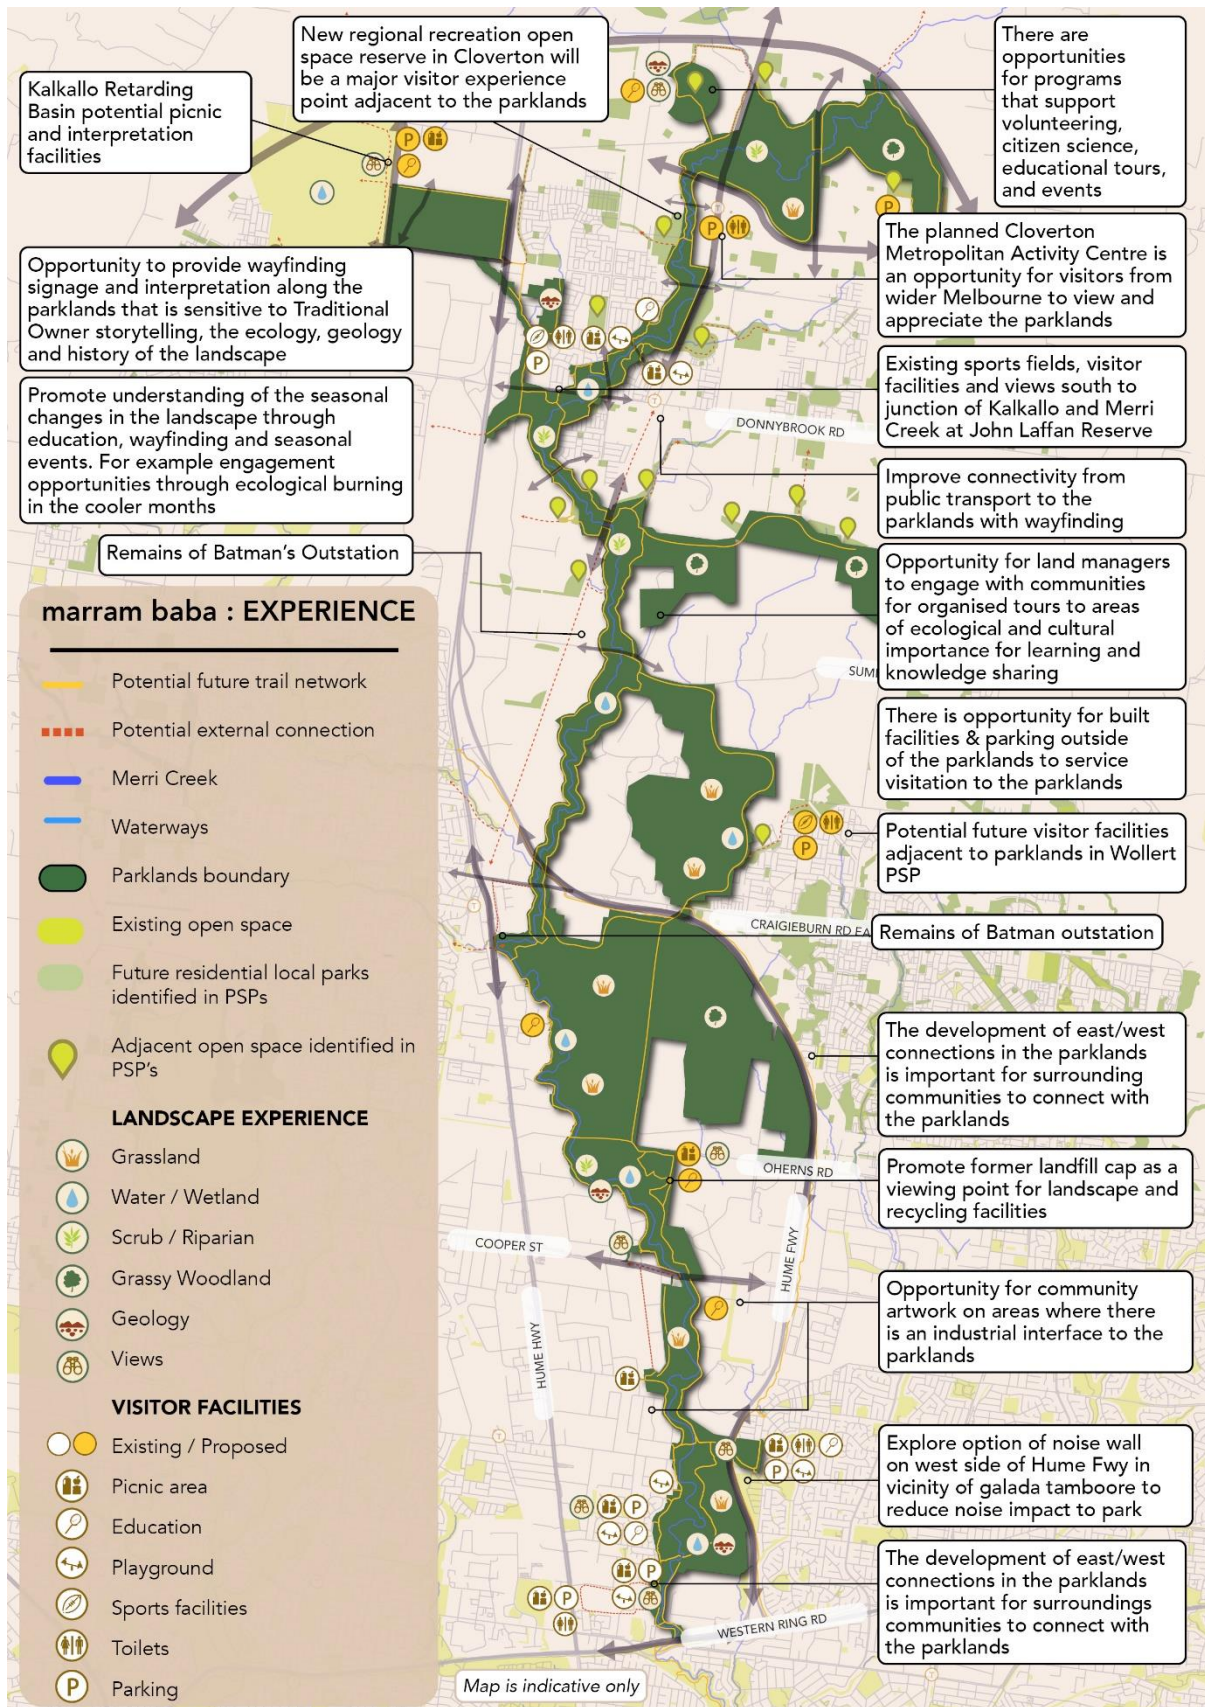 New regional recreation open
space reserve in Cloverton will
be a major visitor experience
point adjacent to the parklands
There are
opportunities
for programs
that support
volunteering,
citizen science,
educational tours,
and events
Kalkallo Retarding
Basin potential picnic
and interpretation
facilities
P
P
P
The planned Cloverton
Metropolitan Activity Centre is
an opportunity for visitors from
wider Melbourne to view and
appreciate the parklands
Opportunity to provide wayfinding
signage and interpretation along the
parklands that is sensitive to Traditional
Owner storytelling, the ecology, geology
and history of the landscape
P
Existing sports fields, visitor
facilities and views south to
junction of Kalkallo and Merri
Creek at John Laffan Reserve
Promote understanding of the seasonal
changes in the landscape through
education, wayfinding and seasonal
events. For example engagement
opportunities through ecological burning
in the cooler months
DONNYBROOK RD
Improve connectivity from
public transport to the
parklands with wayfinding
Remains of Batman's Outstation
Opportunity for land managers
to engage with communities
for organised tours to areas
of ecological and cultural
importance for learning and
knowledge sharing
There is opportunity for built
facilities & parking outside
of the parklands to service
visitation to the parklands
P
Potential future visitor facilities
adjacent to parklands in Wollert
PSP
CRAIGIEBURN RD EA
Remains of Batman outstation
The development of east/west
connections in the parklands
is important for surrounding
communities to connect with
the parklands
OHERNS RD
Promote former landfill cap as a
viewing point for landscape and
recycling facilities
COOPER ST
HUME FWY
HUME HWY
Opportunity for community
artwork on areas where there
is an industrial interface to the
parklands
P
Explore option of noise wall
on west side of Hume Fwy in
vicinity of galada tamboore to
reduce noise impact to park
P
P
P
The development of east/west
connections in the parklands
is important for surroundings
communities to connect with
the parklands
WESTERN RING RD
Map is indicative only
marram baba : EXPERIENCE
Potential future trail network
Potential external connection
Merri Creek
Waterways
Parklands boundary
Existing open space
Future residential local parks
identified in PSPs
Adjacent open space identified in
PSP's
LANDSCAPE EXPERIENCE
Grassland
Water / Wetland
Scrub / Riparian
Grassy Woodland
Geology
Views
VISITOR FACILITIES
Existing / Proposed
Picnic area
Education
Playground
Sports facilities
Toilets
P Parking